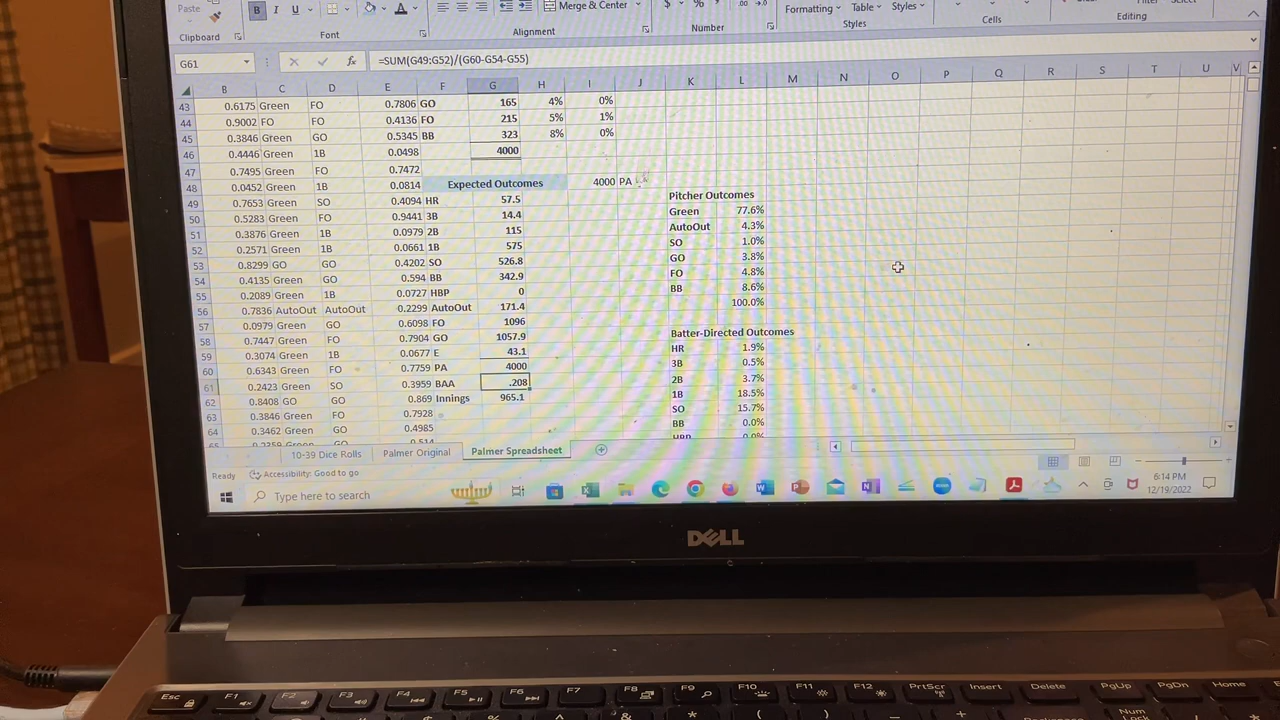 Paste B I U A Merge & Center $ % Formatting Table Styles
Clipboard Font Alignment Number Styles Cells Editing
G61 fx =SUM(G49:G52)/(G60-G54-G55)
B C D E F G H I J K L M N O P Q R S T U V
43 0.6175 Green FO 0.7806 GO 165 4% 0%
44 0.9002 FO FO 0.4136 FO 215 5% 1%
45 0.3846 Green GO 0.5345 BB 323 8% 0%
46 0.4446 Green 1B 0.0498 4000
47 0.7495 Green FO 0.7472
48 0.0452 Green 1B 0.0814 Expected Outcomes 4000 PA
49 0.7653 Green SO 0.4094 HR 57.5 Pitcher Outcomes
50 0.5283 Green FO 0.9441 3B 14.4 Green 77.6%
51 0.3876 Green 1B 0.0979 2B 115 AutoOut 4.3%
52 0.2571 Green 1B 0.0661 1B 575 SO 1.0%
53 0.8299 GO GO 0.4202 SO 526.8 GO 3.8%
54 0.4135 Green FO 0.594 BB 342.9 FO 4.8%
55 0.2089 Green 1B 0.0727 HBP 0 BB 8.6%
56 0.7836 AutoOut AutoOut 0.2299 AutoOut 171.4 100.0%
57 0.0979 Green GO 0.6098 FO 1096
58 0.7447 Green FO 0.7904 GO 1057.9 Batter-Directed Outcomes
59 0.3074 Green 1B 0.0677 E 43.1 HR 1.9%
60 0.6343 Green FO 0.7759 PA 4000 3B 0.5%
61 0.2423 Green SO 0.3959 BAA .208 2B 3.7%
62 0.8408 GO GO 0.869 Innings 965.1 1B 18.5%
63 0.3846 Green FO 0.7928 SO 15.7%
64 0.3462 Green GO 0.4985 BB 0.0%
65 Green GO 0.514 0.0%
10-39 Dice Rolls Palmer Original Palmer Spreadsheet
Ready Accessibility: Good to go
Type here to search 6:14 PM
12/19/2022
DELL
Esc F1 F2 F3 F4 F5 F6 F7 F8 F9 F10 F11 F12 PrtScr Insert Delete PgUp PgDn Home
% & * ( ) Num